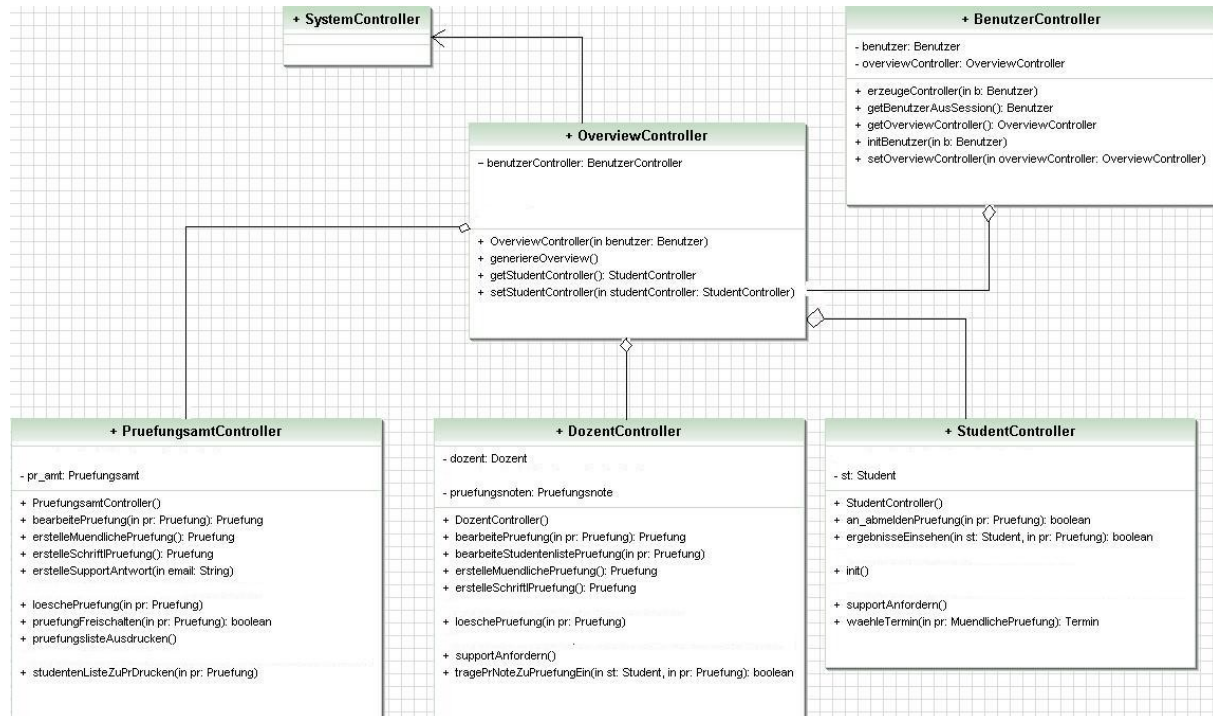 + SystemController
+ BenutzerController
- benutzer: Benutzer
- overviewController: OverviewController
+ erzeugeController(in b: Benutzer)
+ getBenutzerAusSession(): Benutzer
+ getOverviewController(): OverviewController
+ initBenutzer(in b: Benutzer)
+ setOverviewController(in overviewController: OverviewController)
+ OverviewController
- benutzerController: BenutzerController
+ OverviewController(in benutzer: Benutzer)
+ generiereOverview()
+ getStudentController(): StudentController
+ setStudentController(in studentController: StudentController)
+ PruefungsamtController
- pr_amt: Pruefungsamt
+ PruefungsamtController()
+ bearbeitePruefung(in pr: Pruefung): Pruefung
+ erstelleMuendlichePruefung(): Pruefung
+ erstelleSchriftlPruefung(): Pruefung
+ erstelleSupportAntwort(in email: String)
+ loeschePruefung(in pr: Pruefung)
+ pruefungFreischalten(in pr: Pruefung): boolean
+ pruefungslisteAusdrucken()
+ studentenListeZuPrDrucken(in pr: Pruefung)
+ DozentController
- dozent: Dozent
- pruefungsnoten: Pruefungsnote
+ DozentController()
+ bearbeitePrefung(in pr: Pruefung): Pruefung
+ bearbeiteStudentenlistePruefung(in pr: Pruefung)
+ erstelleMuendlichePruefung(): Pruefung
+ erstelleSchriftlPruefung(): Pruefung
+ loeschePruefung(in pr: Pruefung)
+ supportAnfordern()
+ tragePrNoteZuPruefungEin(in st: Student, in pr: Pruefung): boolean
+ StudentController
- st: Student
+ StudentController()
+ an_abmeldenPruefung(in pr: Pruefung): boolean
+ ergebnisseEinsehen(in st: Student, in pr: Pruefung): boolean
+ init()
+ supportAnfordern()
+ waehleTermin(in pr: MuendlichePruefung): Termin